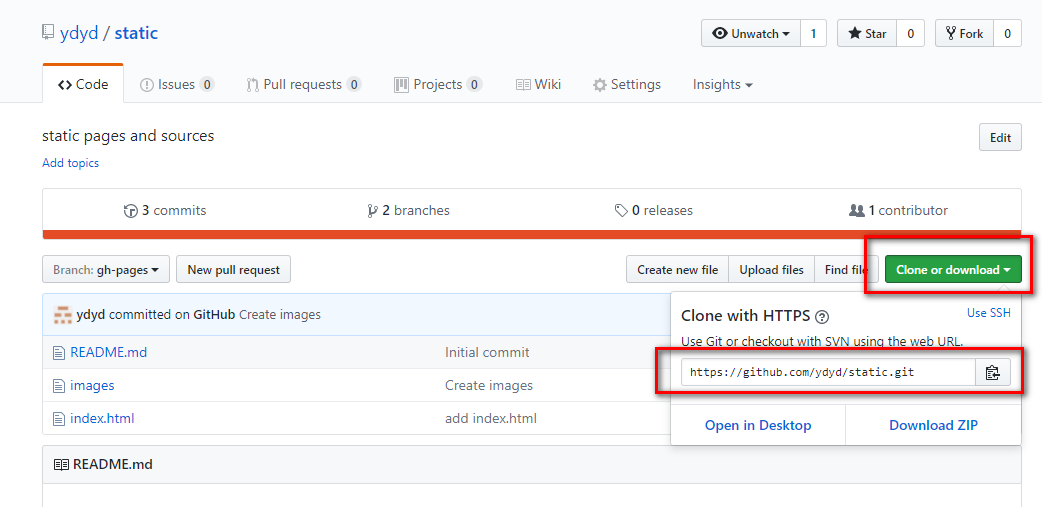 ydyd / static
Unwatch 1 Star 0 Fork 0
Code Issues 0 Pull requests 0 Projects 0 Wiki Settings Insights
static pages and sources
Edit
Add topics
3 commits 2 branches 0 releases 1 contributor
Branch: gh-pages New pull request Create new file Upload files Find file Clone or download
ydyd committed on GitHub Create images
README.md Initial commit
images Create images
index.html add index.html
Clone with HTTPS ? Use SSH
Use Git or checkout with SVN using the web URL.
https://github.com/ydyd/static.git
Open in Desktop Download ZIP
README.md